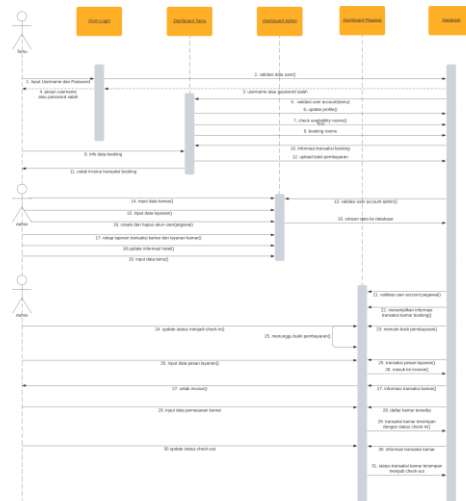 Form Login
Dashboard Tamu
Dashboard Admin
Dashboard Pegawai
Database
Tamu
1. Input Username dan Password
2. validasi data user()
3. username atau password salah
4. pesan username
atau password salah
5. validasi user account(tamu)
6. update profile()
7. check availability rooms()
8. booking rooms
9. info data booking
10. informasi transaksi booking
11. cetak invoice transaksi booking
12. upload bukti pembayaran
Admin
13. validasi user account admin()
14. input data kamar()
15. input data layanan()
16. create dan hapus akun user(pegawai)
17. rekap laporan transaksi kamar dan layanan kamar()
18.update informasi hotel()
19. input data tamu()
20. simpan data ke database
Admin
21. validasi user account(pegawai)
22. menampilkan informasi
transaksi kamar booking()
23. mencari bukti pembayaran()
24. update status menjadi check-in()
25. menunggu bukti pembayaran()
26. input data pesan layanan()
25. transaksi pesan layanan()
26. masuk ke invoice()
27. cetak invoice()
27. informasi transaksi kamar()
28. input data pemesanan kamar
28. daftar kamar tersedia
29. transaksi kamar tersimpan
dengan status check-in()
30 update status check-out
30. informasi transaksi kamar
31. status transaksi kamar tersimpan
menjadi check-out